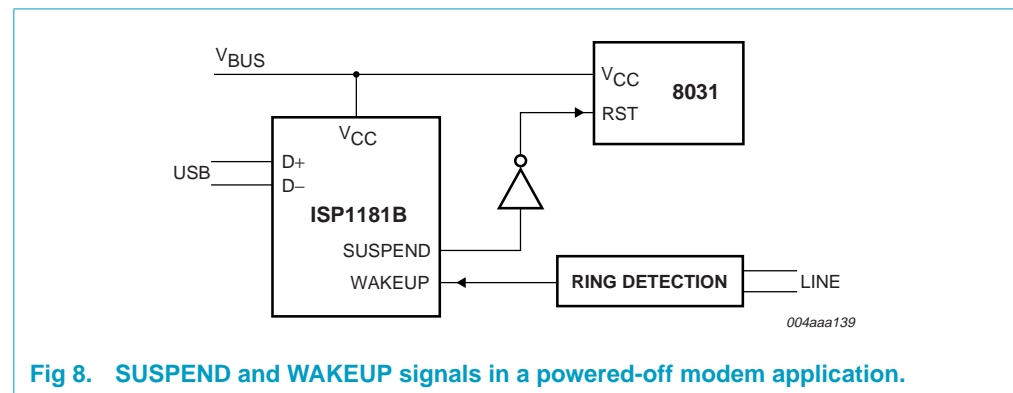 VBUS
VCC
8031
RST
VCC
D+
USB
D−
ISP1181B
SUSPEND
WAKEUP
RING DETECTION
LINE
004aaa139
Fig 8. SUSPEND and WAKEUP signals in a powered-off modem application.